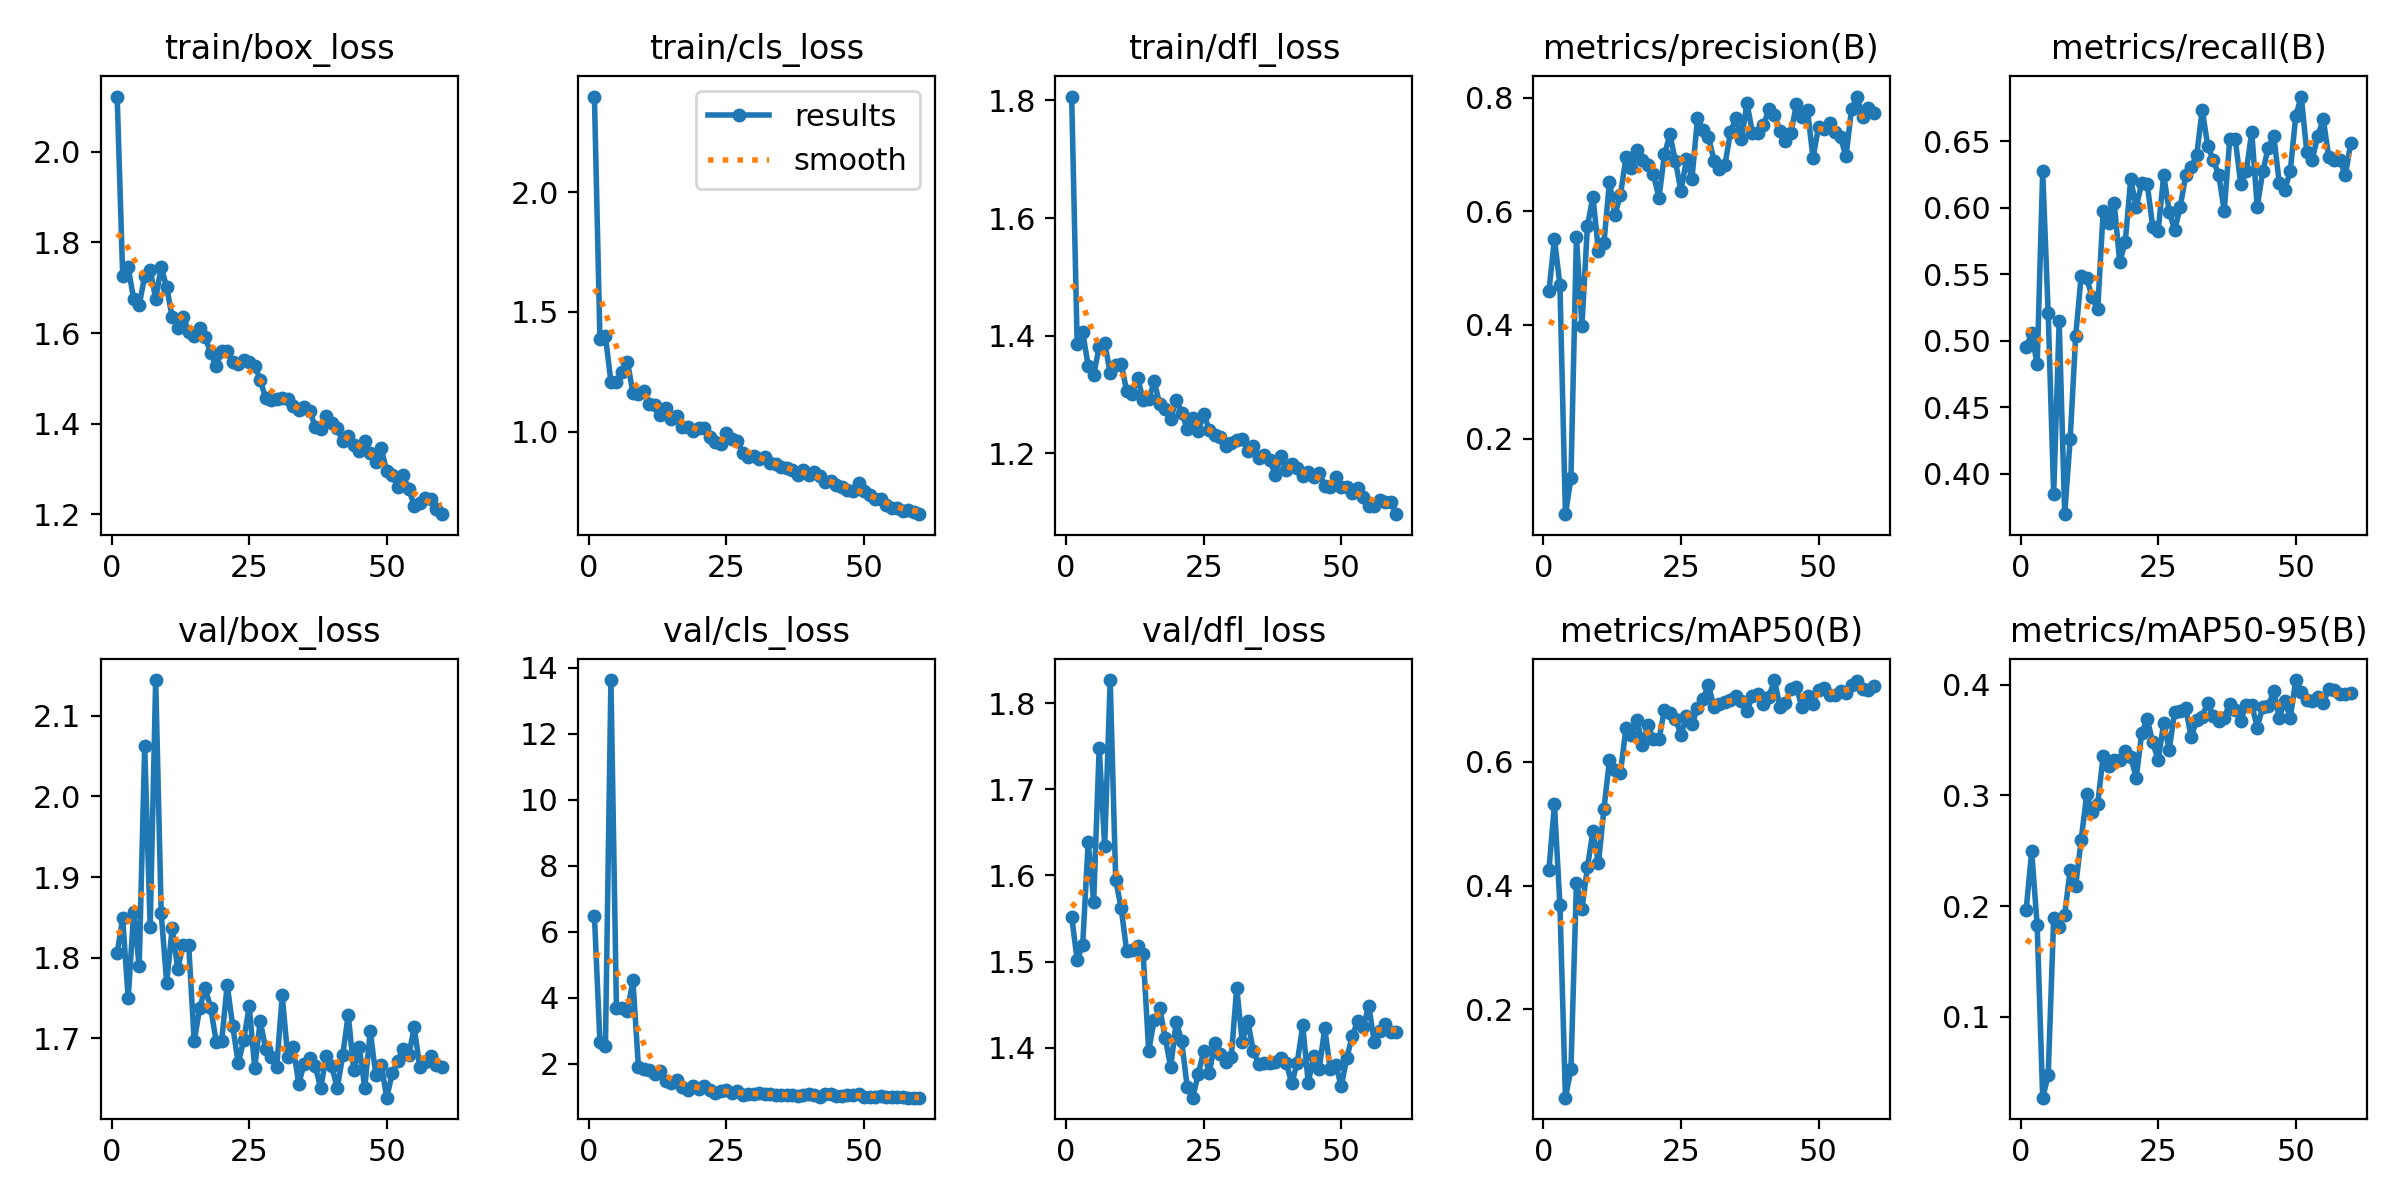 train/box_loss
2.0
1.8
1.6
1.4
1.2
0 25 50
train/cls_loss
results
smooth
2.0
1.5
1.0
0 25 50
train/dfl_loss
1.8
1.6
1.4
1.2
0 25 50
metrics/precision(B)
0.8
0.6
0.4
0.2
0 25 50
metrics/recall(B)
0.65
0.60
0.55
0.50
0.45
0.40
0 25 50
val/box_loss
2.1
2.0
1.9
1.8
1.7
0 25 50
val/cls_loss
14
12
10
8
6
4
2
0 25 50
val/dfl_loss
1.8
1.7
1.6
1.5
1.4
0 25 50
metrics/mAP50(B)
0.6
0.4
0.2
0 25 50
metrics/mAP50-95(B)
0.4
0.3
0.2
0.1
0 25 50